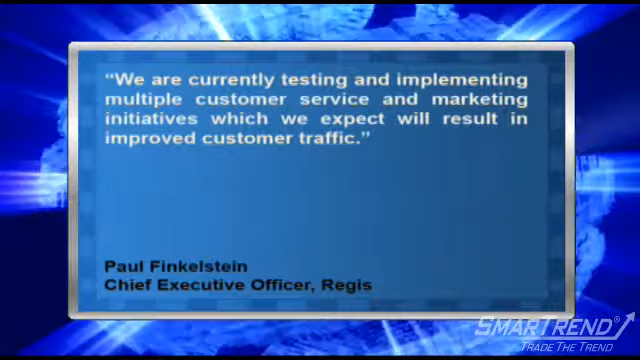 “We are currently testing and implementing
multiple customer service and marketing
initiatives which we expect will result in
improved customer traffic.”
Paul Finkelstein
Chief Executive Officer, Regis
SMARTREND®
TRADE THE TREND